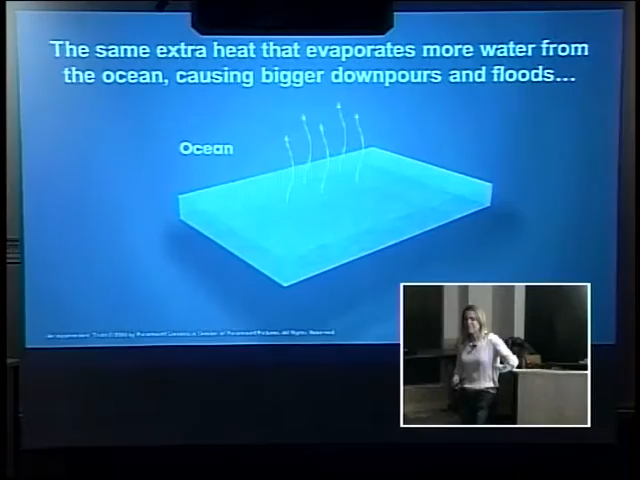 The same extra heat that evaporates more water from
the ocean, causing bigger downpours and floods…
Ocean